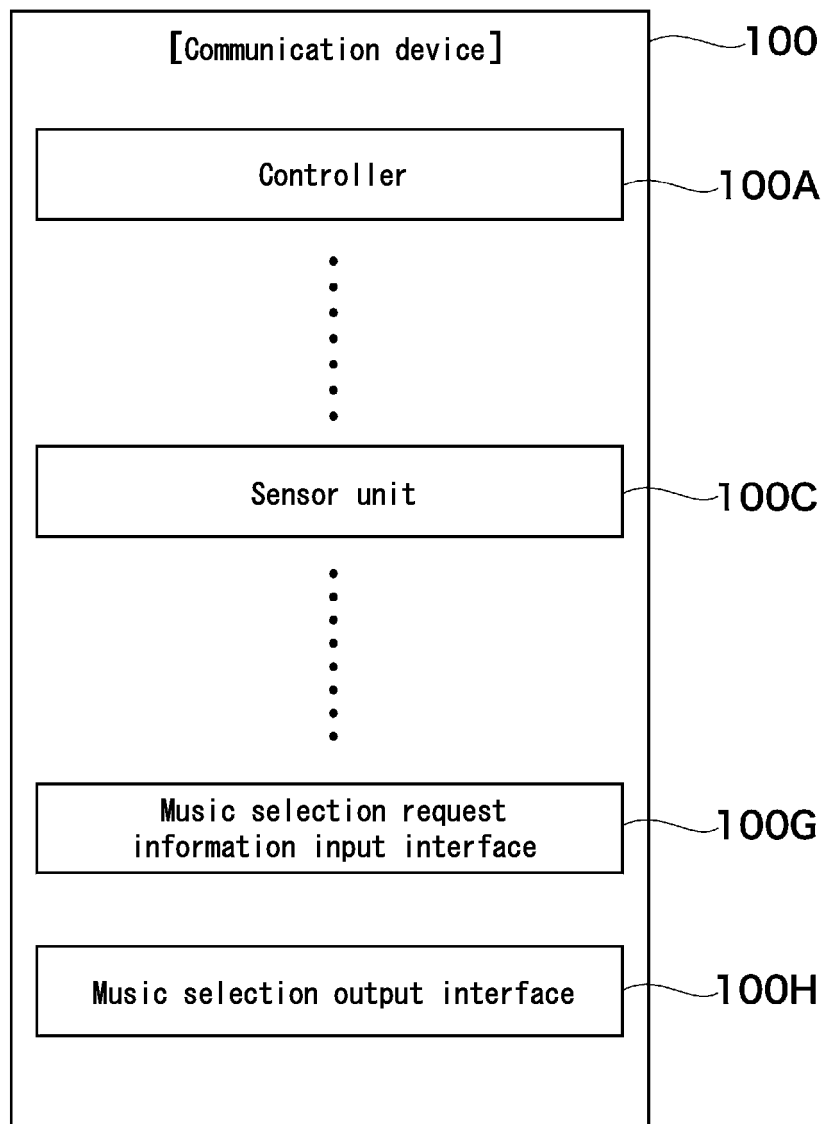 [Communication device]
100
Controller
100A
Sensor unit
100C
Music selection request
information input interface
100G
Music selection output interface
100H